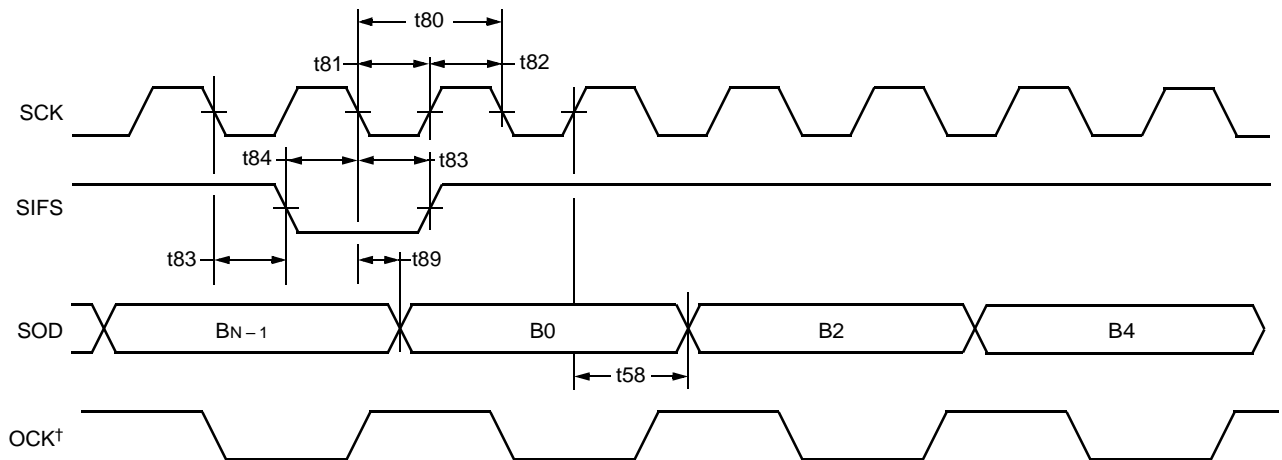 t80
t81
t82
SCK
t84
t83
SIFS
t83
t89
SOD
BN – 1
B0
B2
B4
t58
OCK†